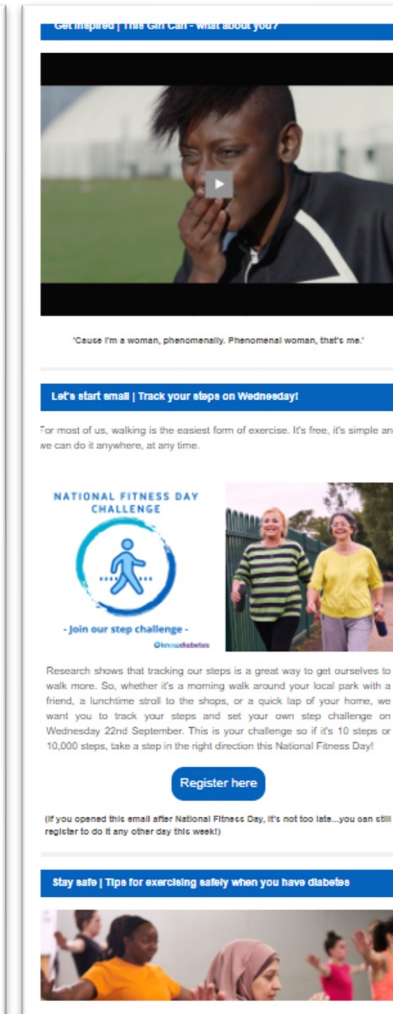 Get inspired | This Girl Can - what about you?
'Cause I'm a woman, phenomenally. Phenomenal woman, that's me.'
Let's start small | Track your steps on Wednesday!
For most of us, walking is the easiest form of exercise. It's free, it's simple an
we can do it anywhere, at any time.
NATIONAL FITNESS DAY
CHALLENGE
- Join our step challenge -
knowdiabetes
Research shows that tracking our steps is a great way to get ourselves to
walk more. So, whether it's a morning walk around your local park with a
friend, a lunchtime stroll to the shops, or a quick lap of your home, we
want you to track your steps and set your own step challenge on
Wednesday 22nd September. This is your challenge so if it's 10 steps or
10,000 steps, take a step in the right direction this National Fitness Day!
Register here
(If you opened this email after National Fitness Day, it's not too late...you can still
register to do it any other day this week!)
Stay safe | Tips for exercising safely when you have diabetes